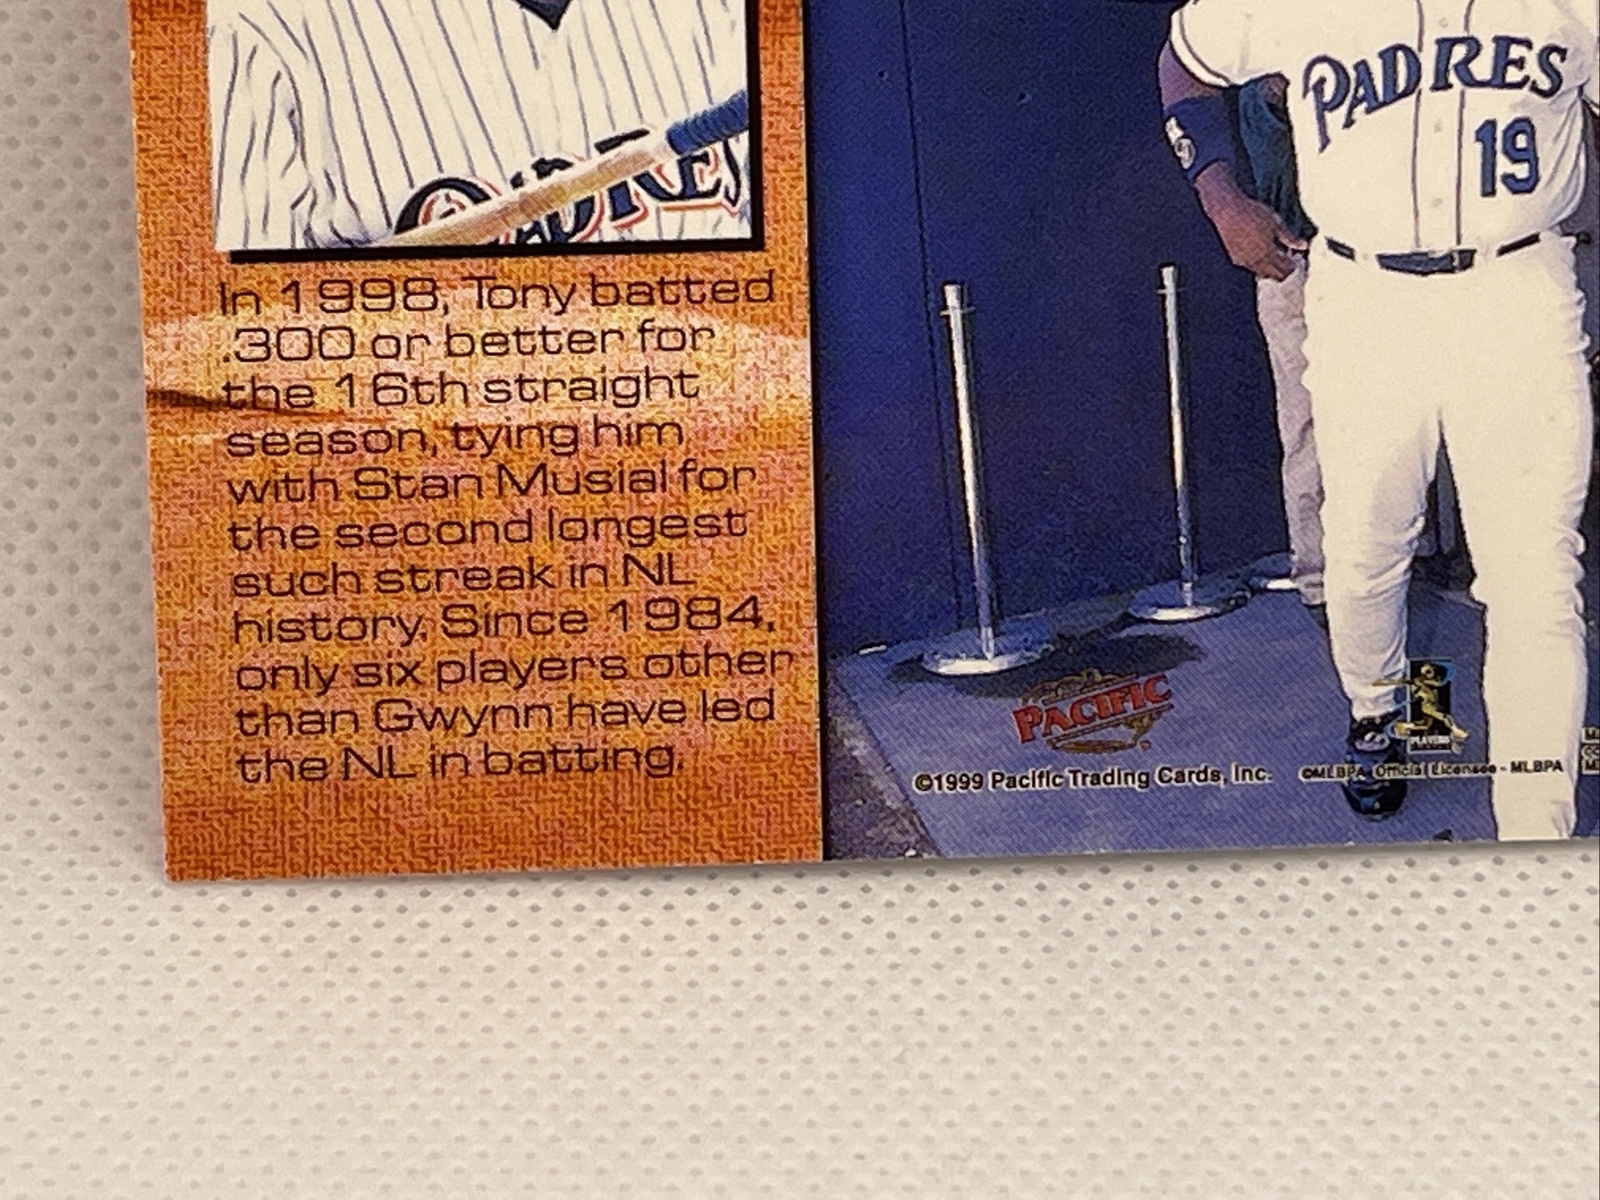 PADRES
In 1998, Tony batted
.300 or better for
the 16th straight
season, tying him
with Stan Musial for
the second longest
such streak in NL
history. Since 1984,
only six players other
than Gwynn have led
the NL in batting.
PADRES
19
PACIFIC
PLAYERS
©1999 Pacific Trading Cards, Inc.
©MLBPA Official Licensee - MLBPA